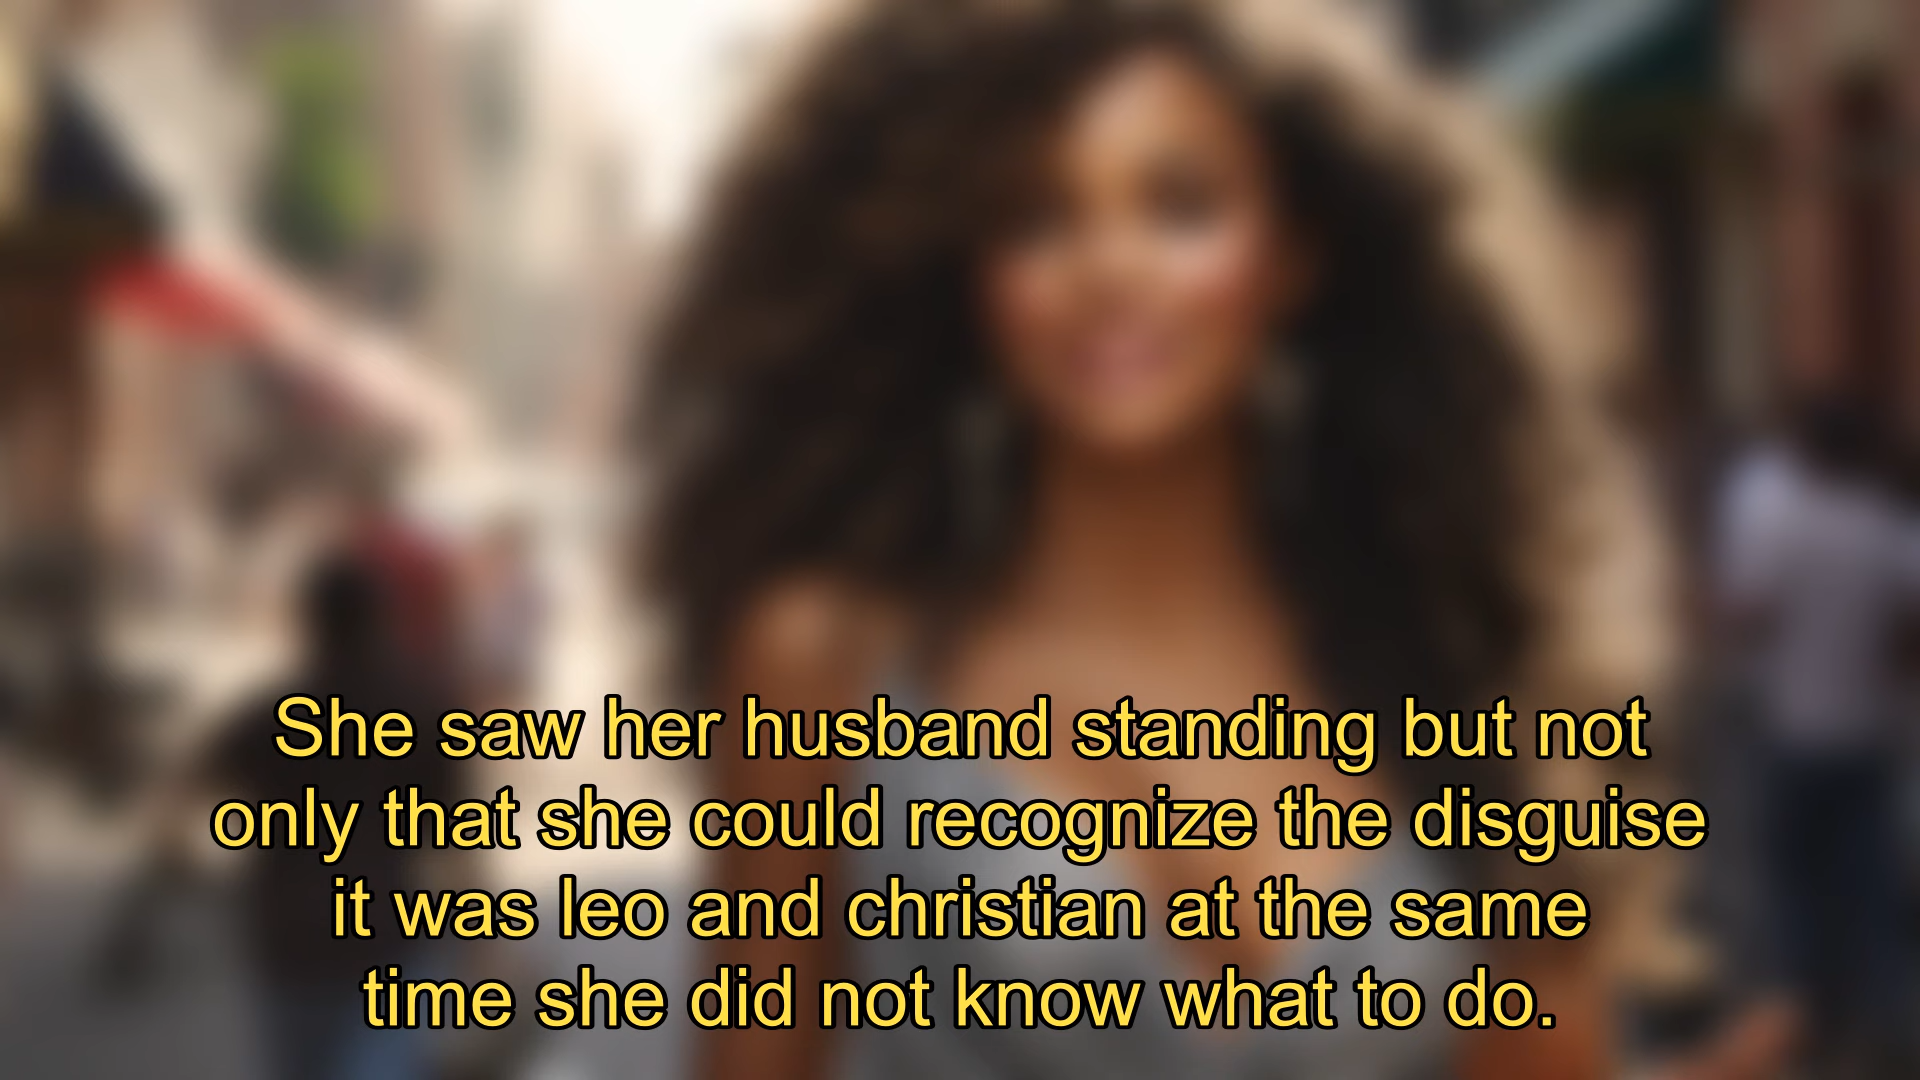 She saw her husband standing but not
only that she could recognize the disguise
it was leo and christian at the same
time she did not know what to do.